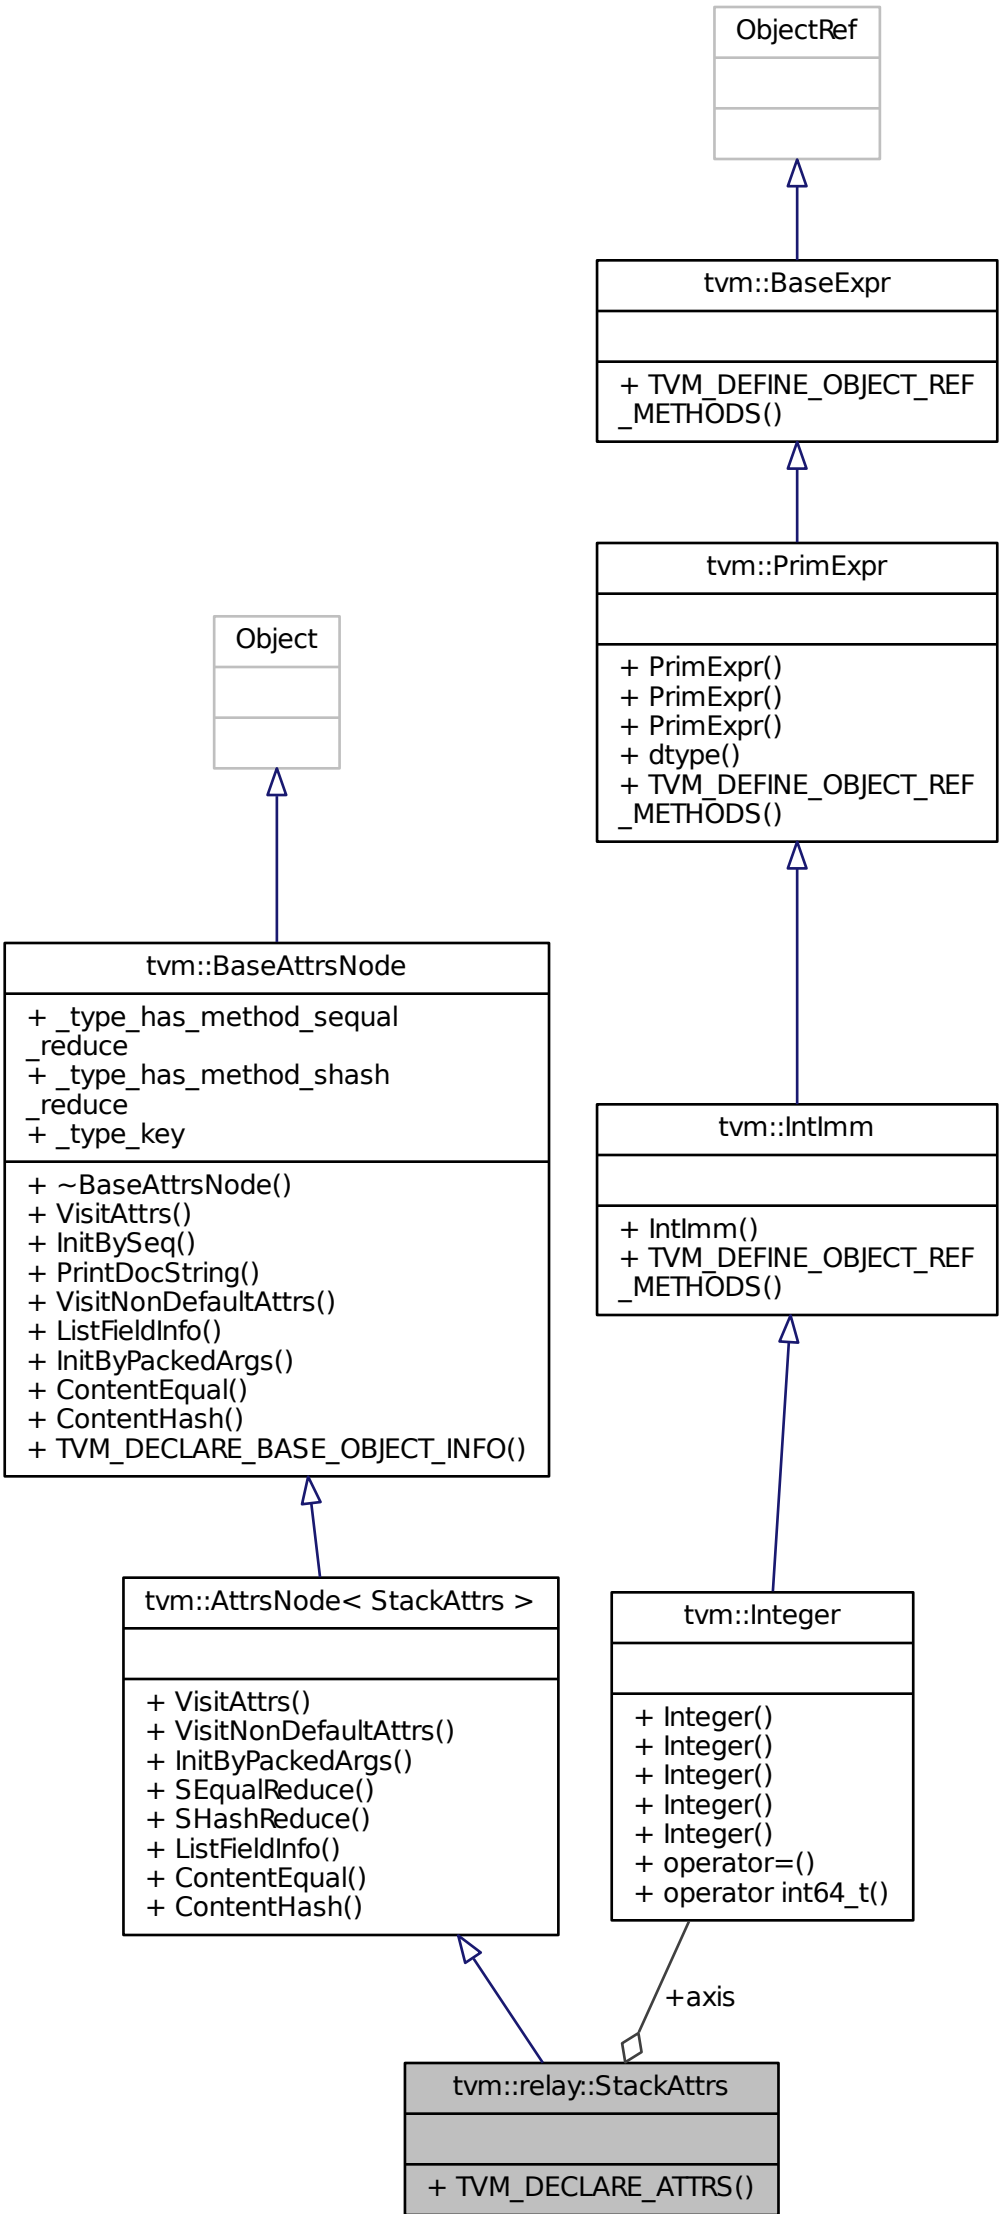 ObjectRef
tvm::BaseExpr
+ TVM_DEFINE_OBJECT_REF
_METHODS()
tvm::PrimExpr
+ PrimExpr()
+ PrimExpr()
+ PrimExpr()
+ dtype()
+ TVM_DEFINE_OBJECT_REF
_METHODS()
Object
tvm::BaseAttrsNode
+ _type_has_method_sequal
_reduce
+ _type_has_method_shash
_reduce
+ _type_key
+ ~BaseAttrsNode()
+ VisitAttrs()
+ InitBySeq()
+ PrintDocString()
+ VisitNonDefaultAttrs()
+ ListFieldInfo()
+ InitByPackedArgs()
+ ContentEqual()
+ ContentHash()
+ TVM_DECLARE_BASE_OBJECT_INFO()
tvm::IntImm
+ IntImm()
+ TVM_DEFINE_OBJECT_REF
_METHODS()
tvm::AttrsNode< StackAttrs >
+ VisitAttrs()
+ VisitNonDefaultAttrs()
+ InitByPackedArgs()
+ SEqualReduce()
+ SHashReduce()
+ ListFieldInfo()
+ ContentEqual()
+ ContentHash()
tvm::Integer
+ Integer()
+ Integer()
+ Integer()
+ Integer()
+ Integer()
+ operator=()
+ operator int64_t()
+axis
tvm::relay::StackAttrs
+ TVM_DECLARE_ATTRS()